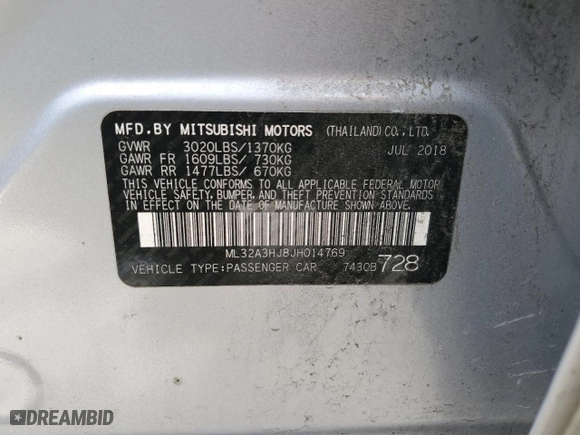 MFD.BY MITSUBISHI MOTORS (THAILAND)CO.,LTD.
GVWR 3020LBS/1370KG JUL 2018
GAWR FR 1609LBS/ 730KG
GAWR RR 1477LBS/ 670KG
THIS VEHICLE CONFORMS TO ALL APPLICABLE FEDERAL MOTOR
VEHICLE SAFETY,BUMPER,AND THEFT PREVENTION STANDARDS
IN EFFECT ON THE DATE OF MANUFACTURE SHOWN ABOVE.
ML32A3HJ8JH014769
VEHICLE TYPE:PASSENGER CAR 7430B 728
DREAMBID